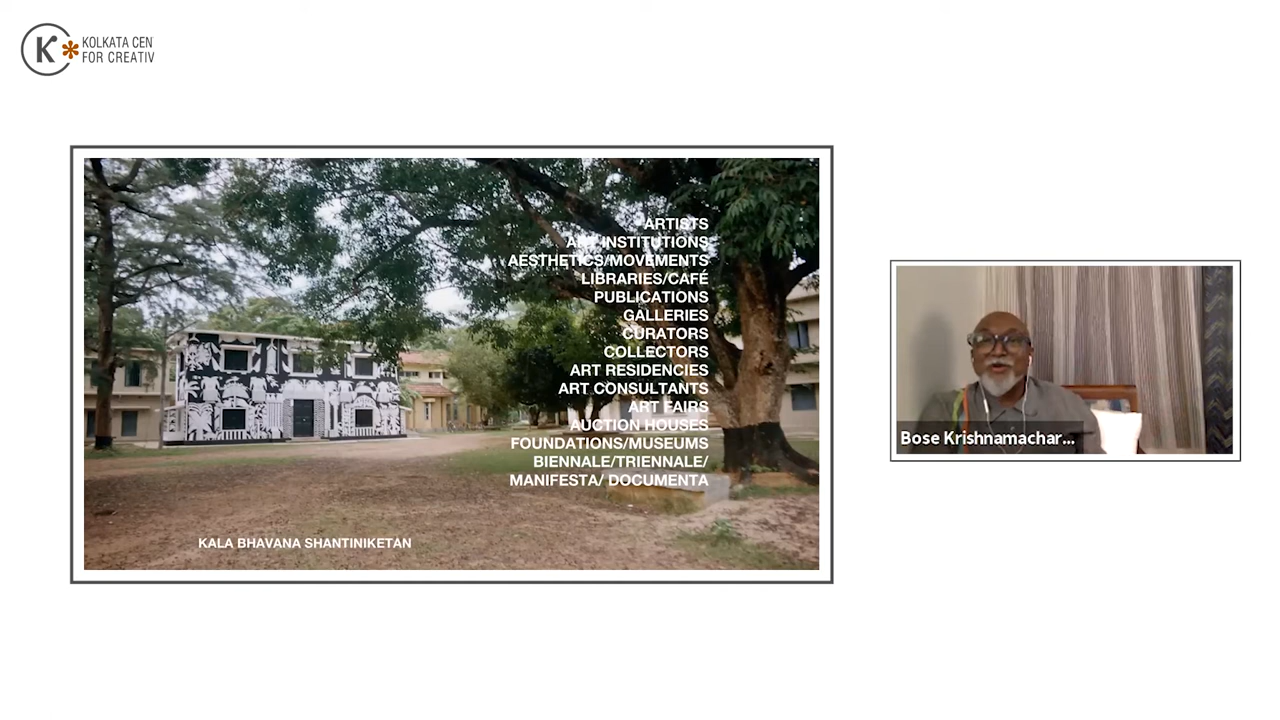 K
KOLKATA CEN
FOR CREATIV
ARTISTS
ART INSTITUTIONS
AESTHETICS/MOVEMENTS
LIBRARIES/CAFÉ
PUBLICATIONS
GALLERIES
CURATORS
COLLECTORS
ART RESIDENCIES
ART CONSULTANTS
ART FAIRS
AUCTION HOUSES
FOUNDATIONS/MUSEUMS
BIENNALE/TRIENNALE/
MANIFESTA/ DOCUMENTA
KALA BHAVANA SHANTINIKETAN
Bose Krishnamachar...